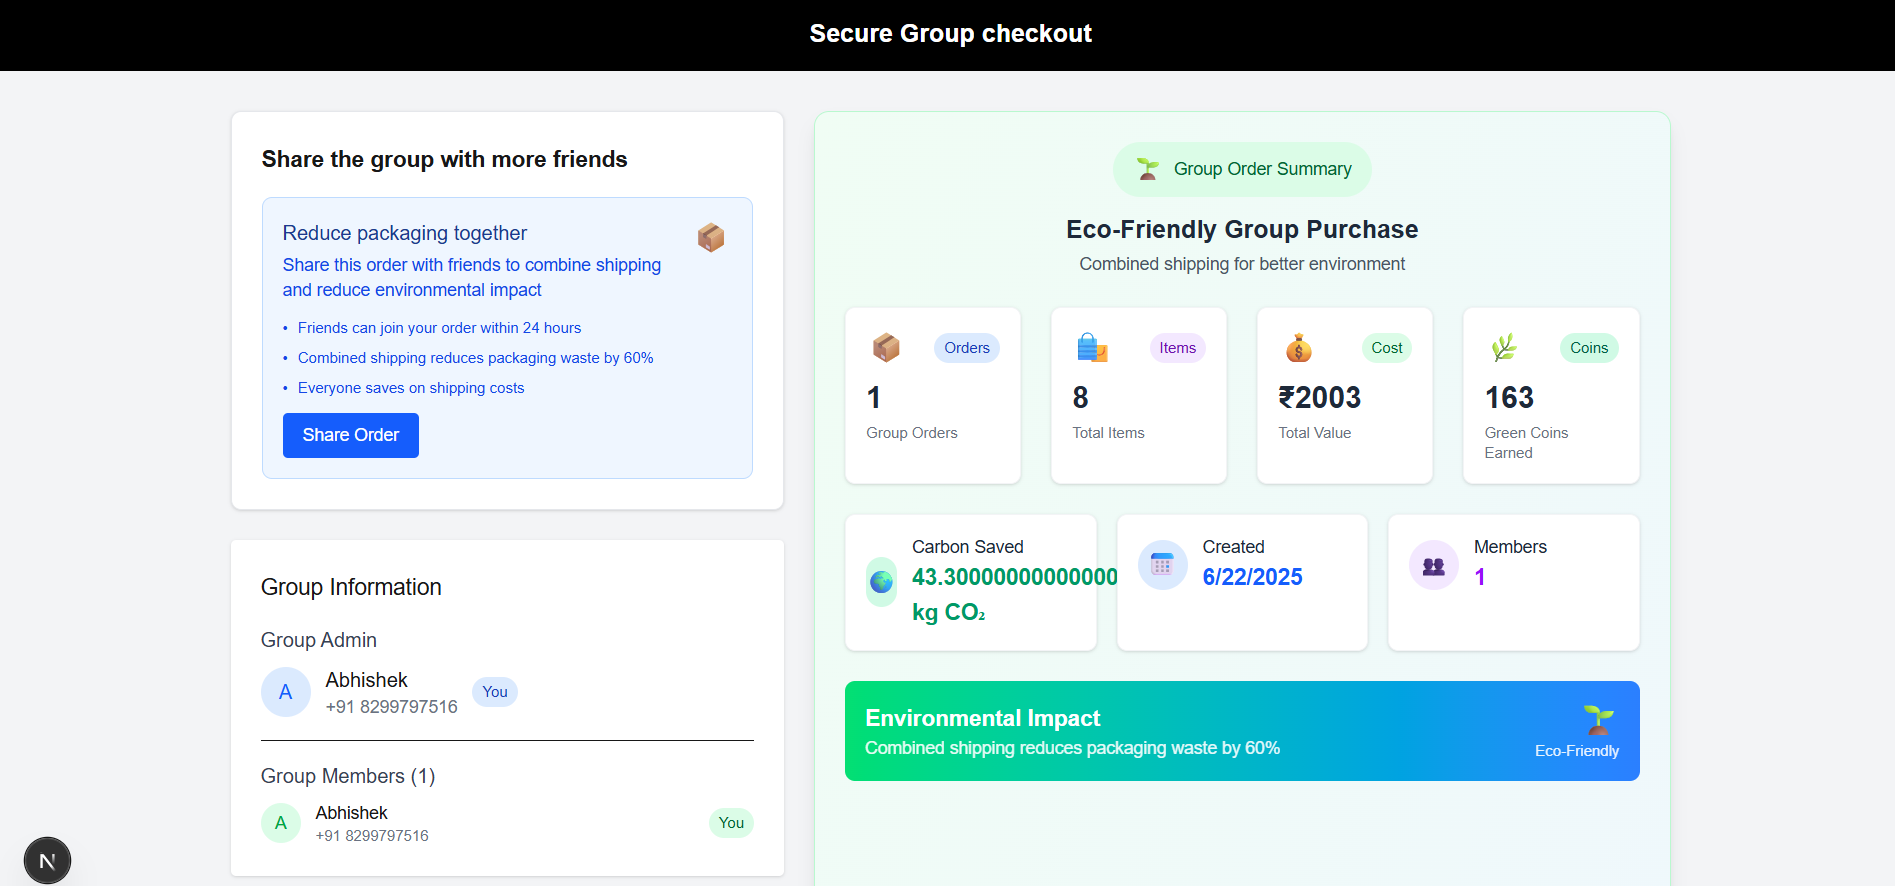 Secure Group checkout
Share the group with more friends
Reduce packaging together
Share this order with friends to combine shipping
and reduce environmental impact
• Friends can join your order within 24 hours
• Combined shipping reduces packaging waste by 60%
• Everyone saves on shipping costs
Share Order
Group Information
Group Admin
A
Abhishek
+91 8299797516
You
Group Members (1)
A
Abhishek
+91 8299797516
You
N
Group Order Summary
Eco-Friendly Group Purchase
Combined shipping for better environment
Orders
1
Group Orders
Items
8
Total Items
Cost
₹2003
Total Value
Coins
163
Green Coins
Earned
Carbon Saved
43.30000000000000
kg CO₂
Created
6/22/2025
Members
1
Environmental Impact
Combined shipping reduces packaging waste by 60%
Eco-Friendly